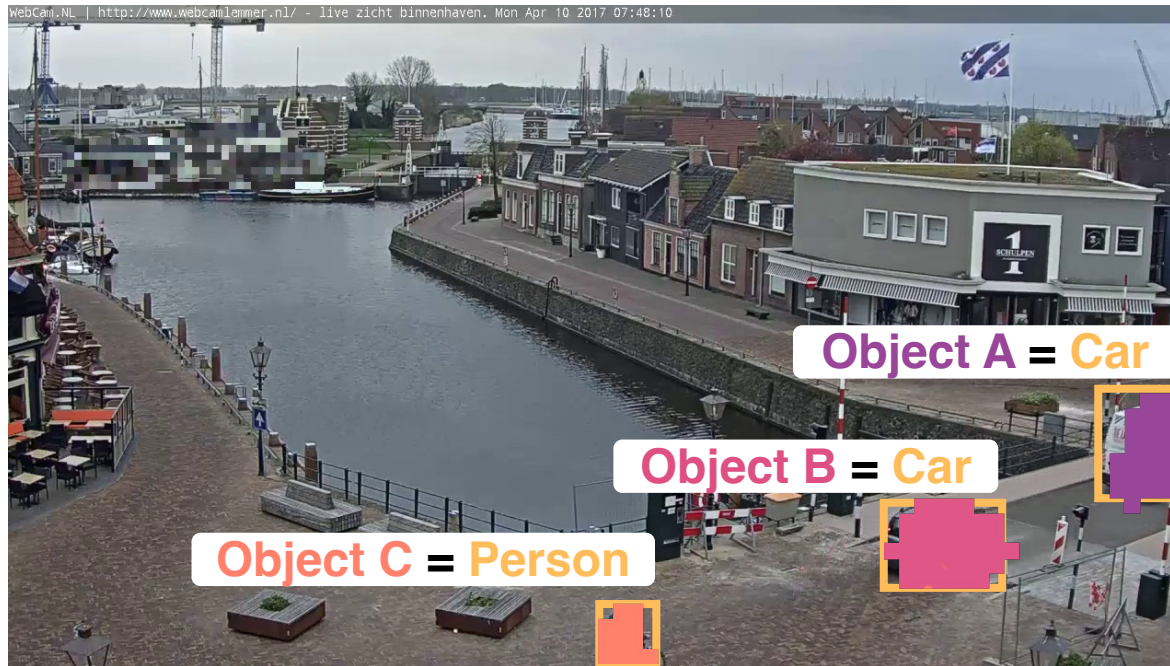 WebCam.NL | http://www.webcamlemmer.nl/ - live zicht binnenhaven. Mon Apr 10 2017 07:48:10
1
SCHULPEN
Object A = Car
Object B = Car
Object C = Person